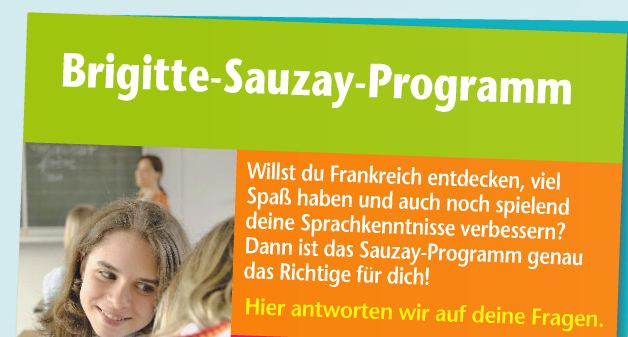 Brigitte-Sauzay-Programm
Willst du Frankreich entdecken, viel
Spaß haben und auch noch spielend
deine Sprachkenntnisse verbessern?
Dann ist das Sauzay-Programm genau
das Richtige für dich!
Hier antworten wir auf deine Fragen.